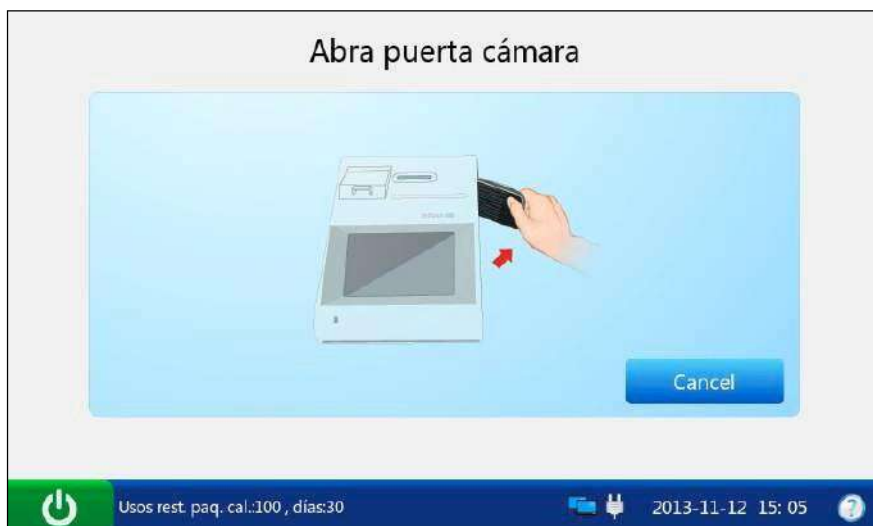 Abra puerta cámara
Cancel
Usos rest. paq. cal.:100 , días:30
2013-11-12 15: 05
?